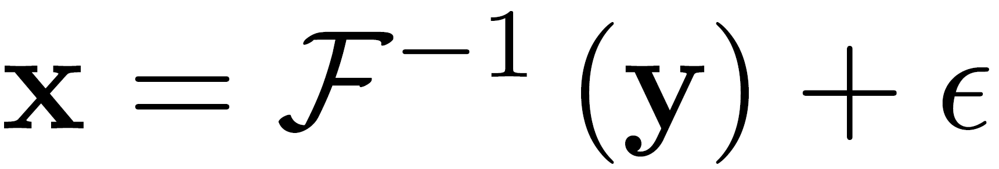 𝐱 = ℱ⁻¹ (𝐲) + ϵ